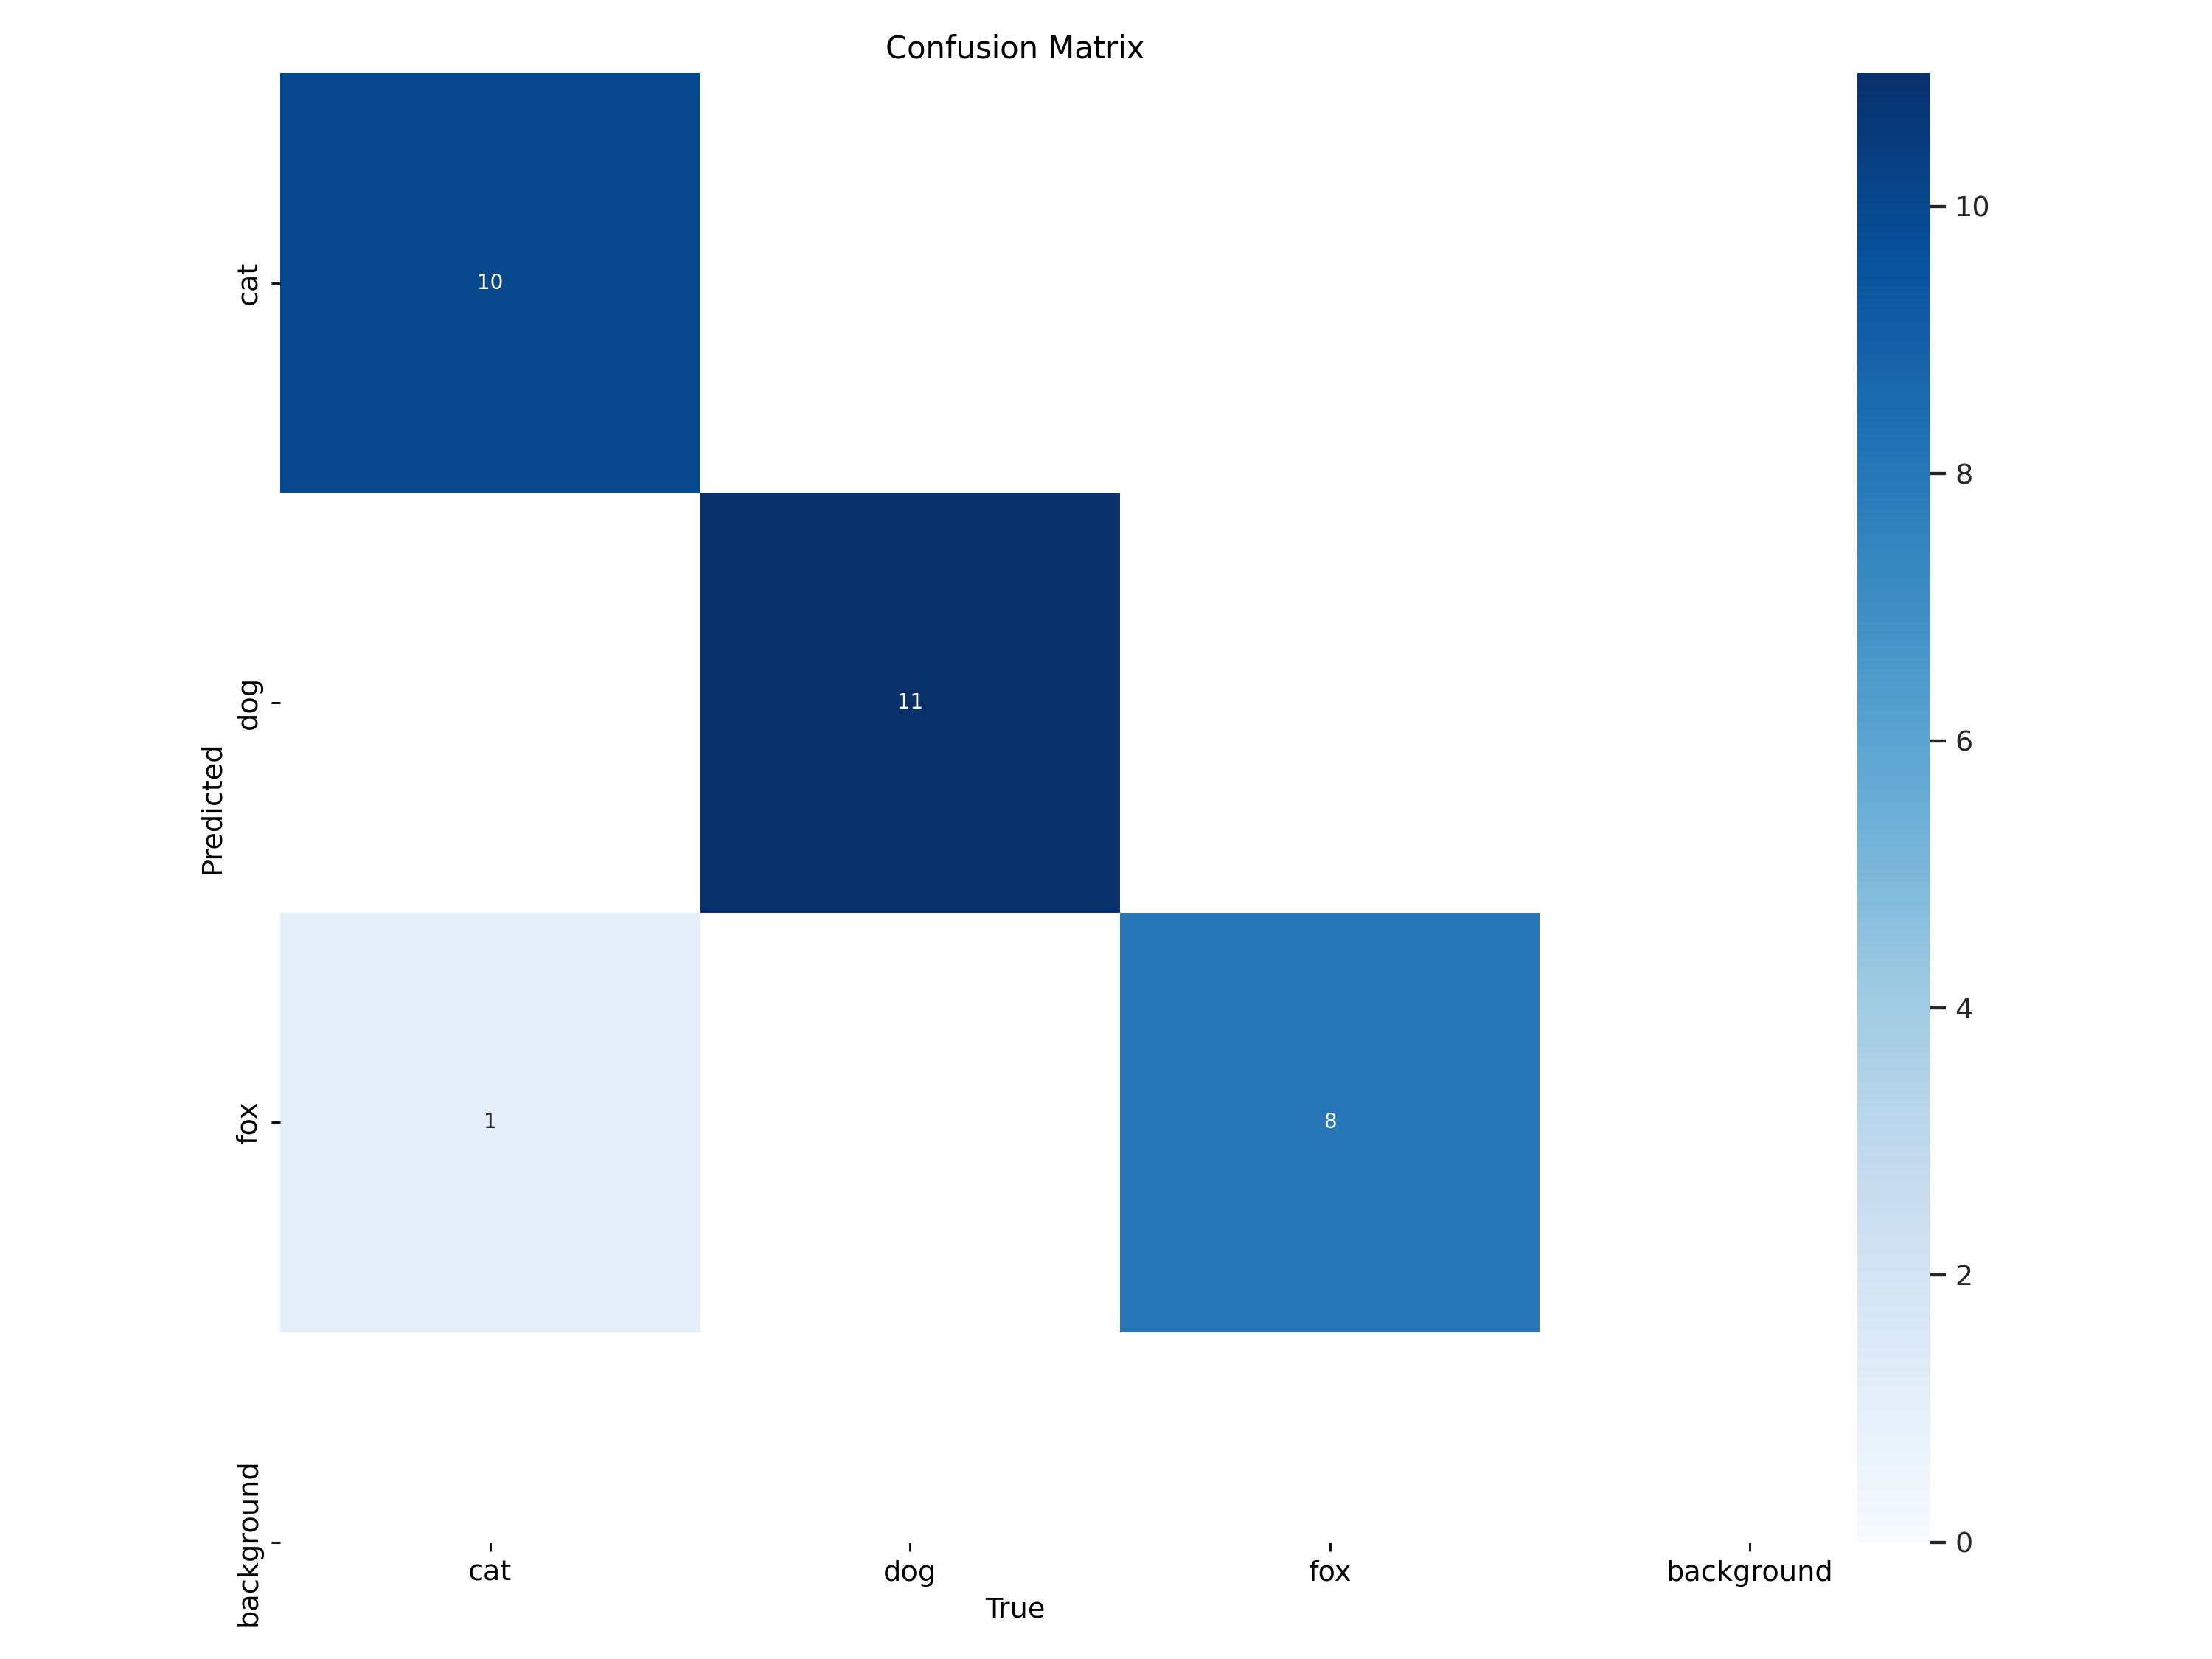 Confusion Matrix
cat
dog
fox
background
Predicted
10
11
1
8
cat
dog
fox
background
True
10
8
6
4
2
0